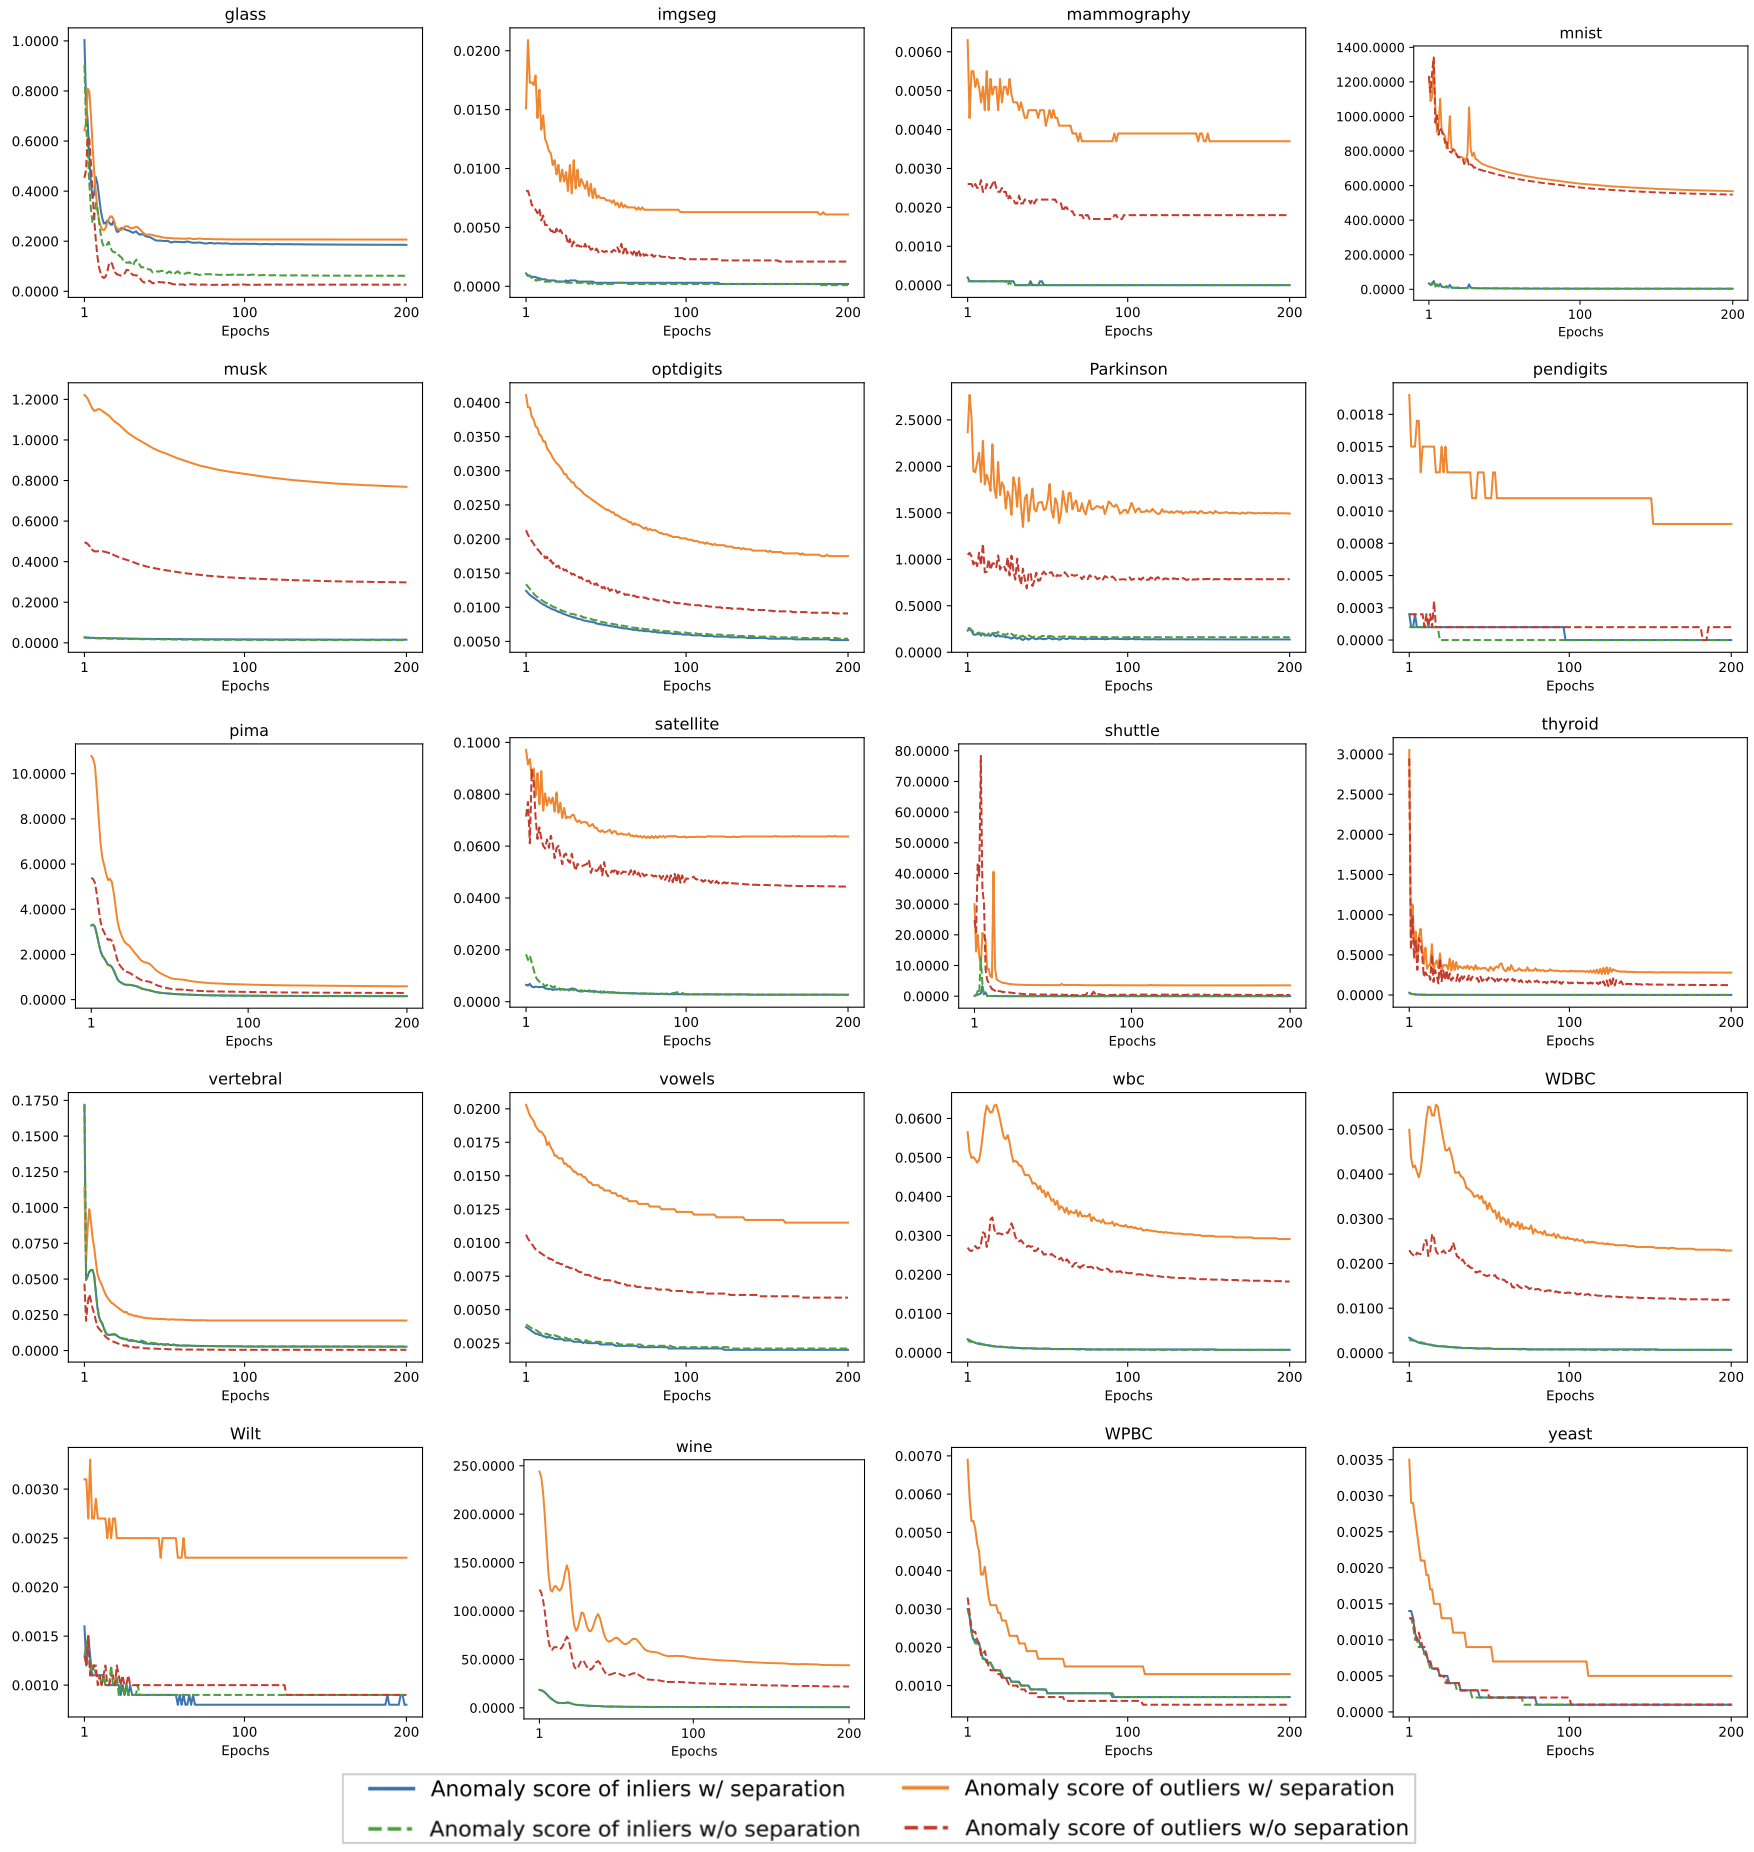 glass imgseg mammography mnist
1.0000 0.8000 0.6000 0.4000 0.2000 0.0000
0.0200 0.0150 0.0100 0.0050 0.0000
0.0060 0.0050 0.0040 0.0030 0.0020 0.0010 0.0000
1400.0000 1200.0000 1000.0000 800.0000 600.0000 400.0000 200.0000 0.0000
1 100 200 1 100 200 1 100 200 1 100 200
Epochs Epochs Epochs Epochs
musk optdigits Parkinson pendigits
1.2000 1.0000 0.8000 0.6000 0.4000 0.2000 0.0000
0.0400 0.0350 0.0300 0.0250 0.0200 0.0150 0.0100 0.0050
2.5000 2.0000 1.5000 1.0000 0.5000 0.0000
0.0018 0.0015 0.0013 0.0010 0.0008 0.0005 0.0003 0.0000
1 100 200 1 100 200 1 100 200 1 100 200
Epochs Epochs Epochs Epochs
pima satellite shuttle thyroid
10.0000 8.0000 6.0000 4.0000 2.0000 0.0000
0.1000 0.0800 0.0600 0.0400 0.0200 0.0000
80.0000 70.0000 60.0000 50.0000 40.0000 30.0000 20.0000 10.0000 0.0000
3.0000 2.5000 2.0000 1.5000 1.0000 0.5000 0.0000
1 100 200 1 100 200 1 100 200 1 100 200
Epochs Epochs Epochs Epochs
vertebral vowels wbc WDBC
0.1750 0.1500 0.1250 0.1000 0.0750 0.0500 0.0250 0.0000
0.0200 0.0175 0.0150 0.0125 0.0100 0.0075 0.0050 0.0025
0.0600 0.0500 0.0400 0.0300 0.0200 0.0100 0.0000
0.0500 0.0400 0.0300 0.0200 0.0100 0.0000
1 100 200 1 100 200 1 100 200 1 100 200
Epochs Epochs Epochs Epochs
Wilt wine WPBC yeast
0.0030 0.0025 0.0020 0.0015 0.0010
250.0000 200.0000 150.0000 100.0000 50.0000 0.0000
0.0070 0.0060 0.0050 0.0040 0.0030 0.0020 0.0010
0.0035 0.0030 0.0025 0.0020 0.0015 0.0010 0.0005 0.0000
1 100 200 1 100 200 1 100 200 1 100 200
Epochs Epochs Epochs Epochs
Anomaly score of inliers w/ separation Anomaly score of outliers w/ separation
Anomaly score of inliers w/o separation Anomaly score of outliers w/o separation